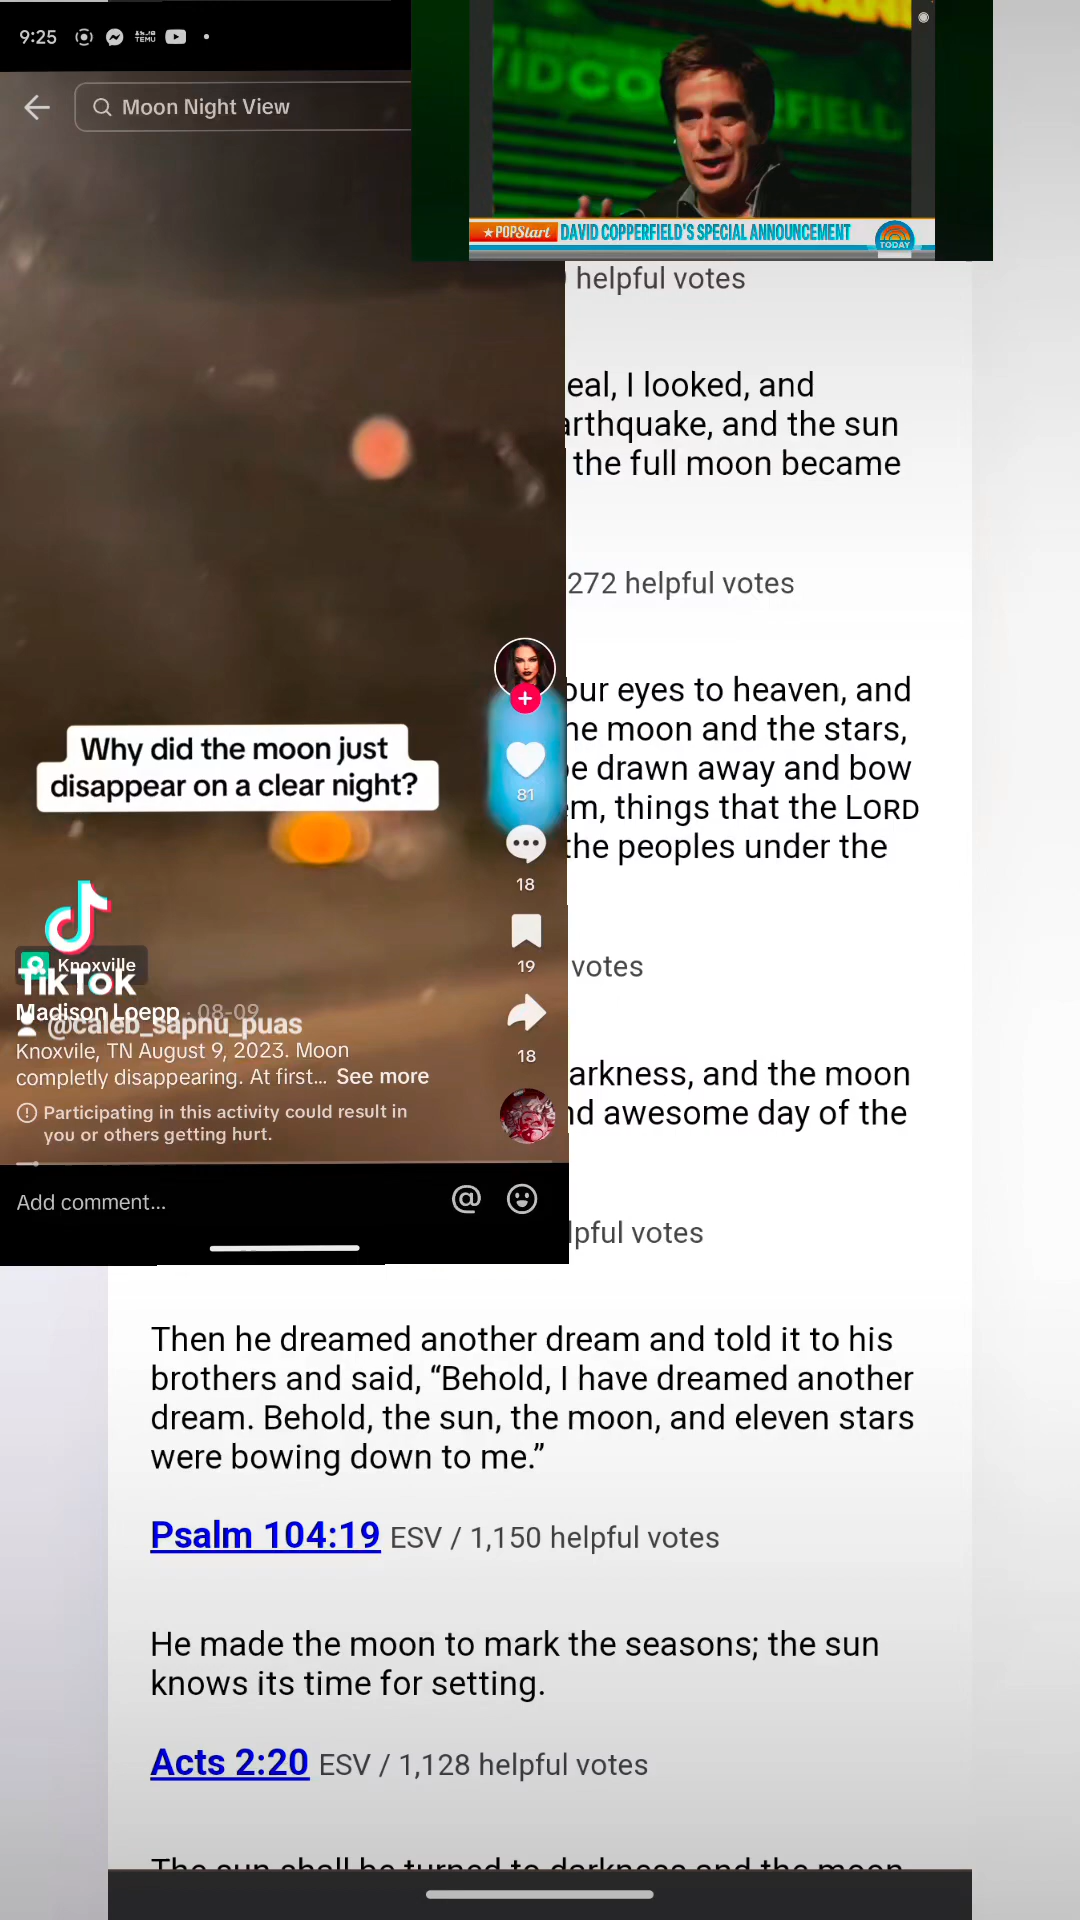 9:25
TEMU
Moon Night View
VIDCO
RFIELD
★POPStart DAVID COPPERFIELD'S SPECIAL ANNOUNCEMENT
TODAY
helpful votes
eal, I looked, and
arthquake, and the sun
the full moon became
272 helpful votes
our eyes to heaven, and
he moon and the stars,
be drawn away and bow
em, things that the LORD
the peoples under the
votes
arkness, and the moon
nd awesome day of the
lpful votes
Why did the moon just
disappear on a clear night?
81
18
19
18
Knoxville
TikTok
Madison Loepp · 08-09
@caleb_sapnu_puas
Knoxvile, TN August 9, 2023. Moon
completly disappearing. At first... See more
Participating in this activity could result in
you or others getting hurt.
Add comment...
Then he dreamed another dream and told it to his
brothers and said, “Behold, I have dreamed another
dream. Behold, the sun, the moon, and eleven stars
were bowing down to me.”
Psalm 104:19 ESV / 1,150 helpful votes
He made the moon to mark the seasons; the sun
knows its time for setting.
Acts 2:20 ESV / 1,128 helpful votes
The sun shall be turned to darkness and the moon